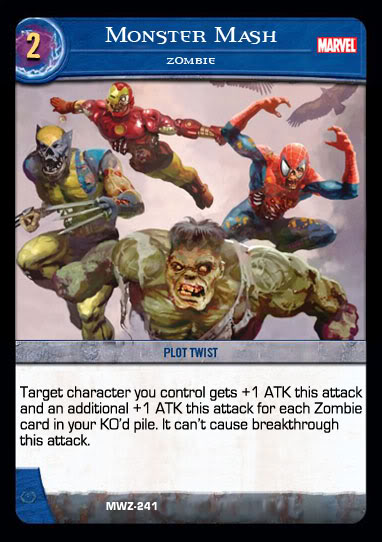 2
Monster Mash
MARVEL
ZOMBIE
PLOT TWIST
Target character you control gets +1 ATK this attack
and an additional +1 ATK this attack for each Zombie
card in your KO'd pile. It can't cause breakthrough
this attack.
MWZ-241